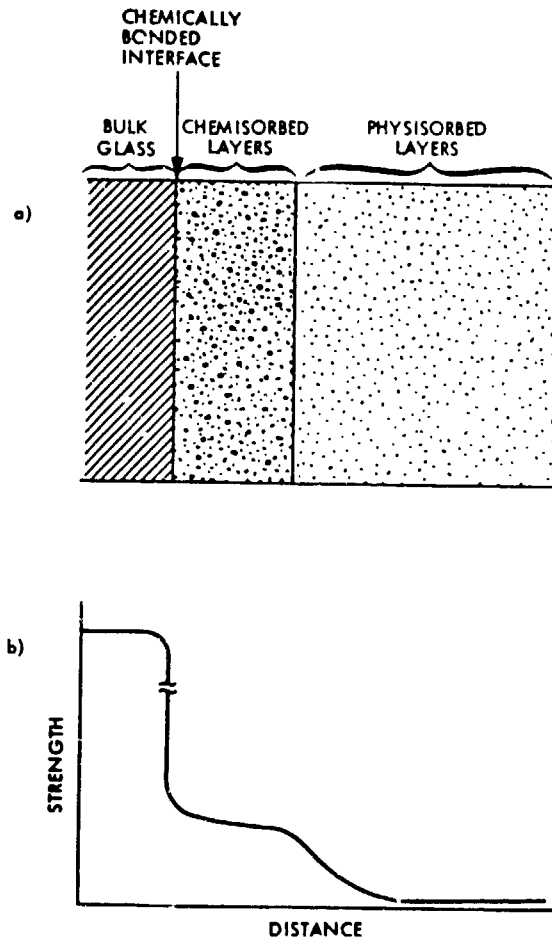 CHEMICALLY
BONDED
INTERFACE
BULK
GLASS
CHEMISORBED
LAYERS
PHYSISORBED
LAYERS
a)
b)
STRENGTH
DISTANCE